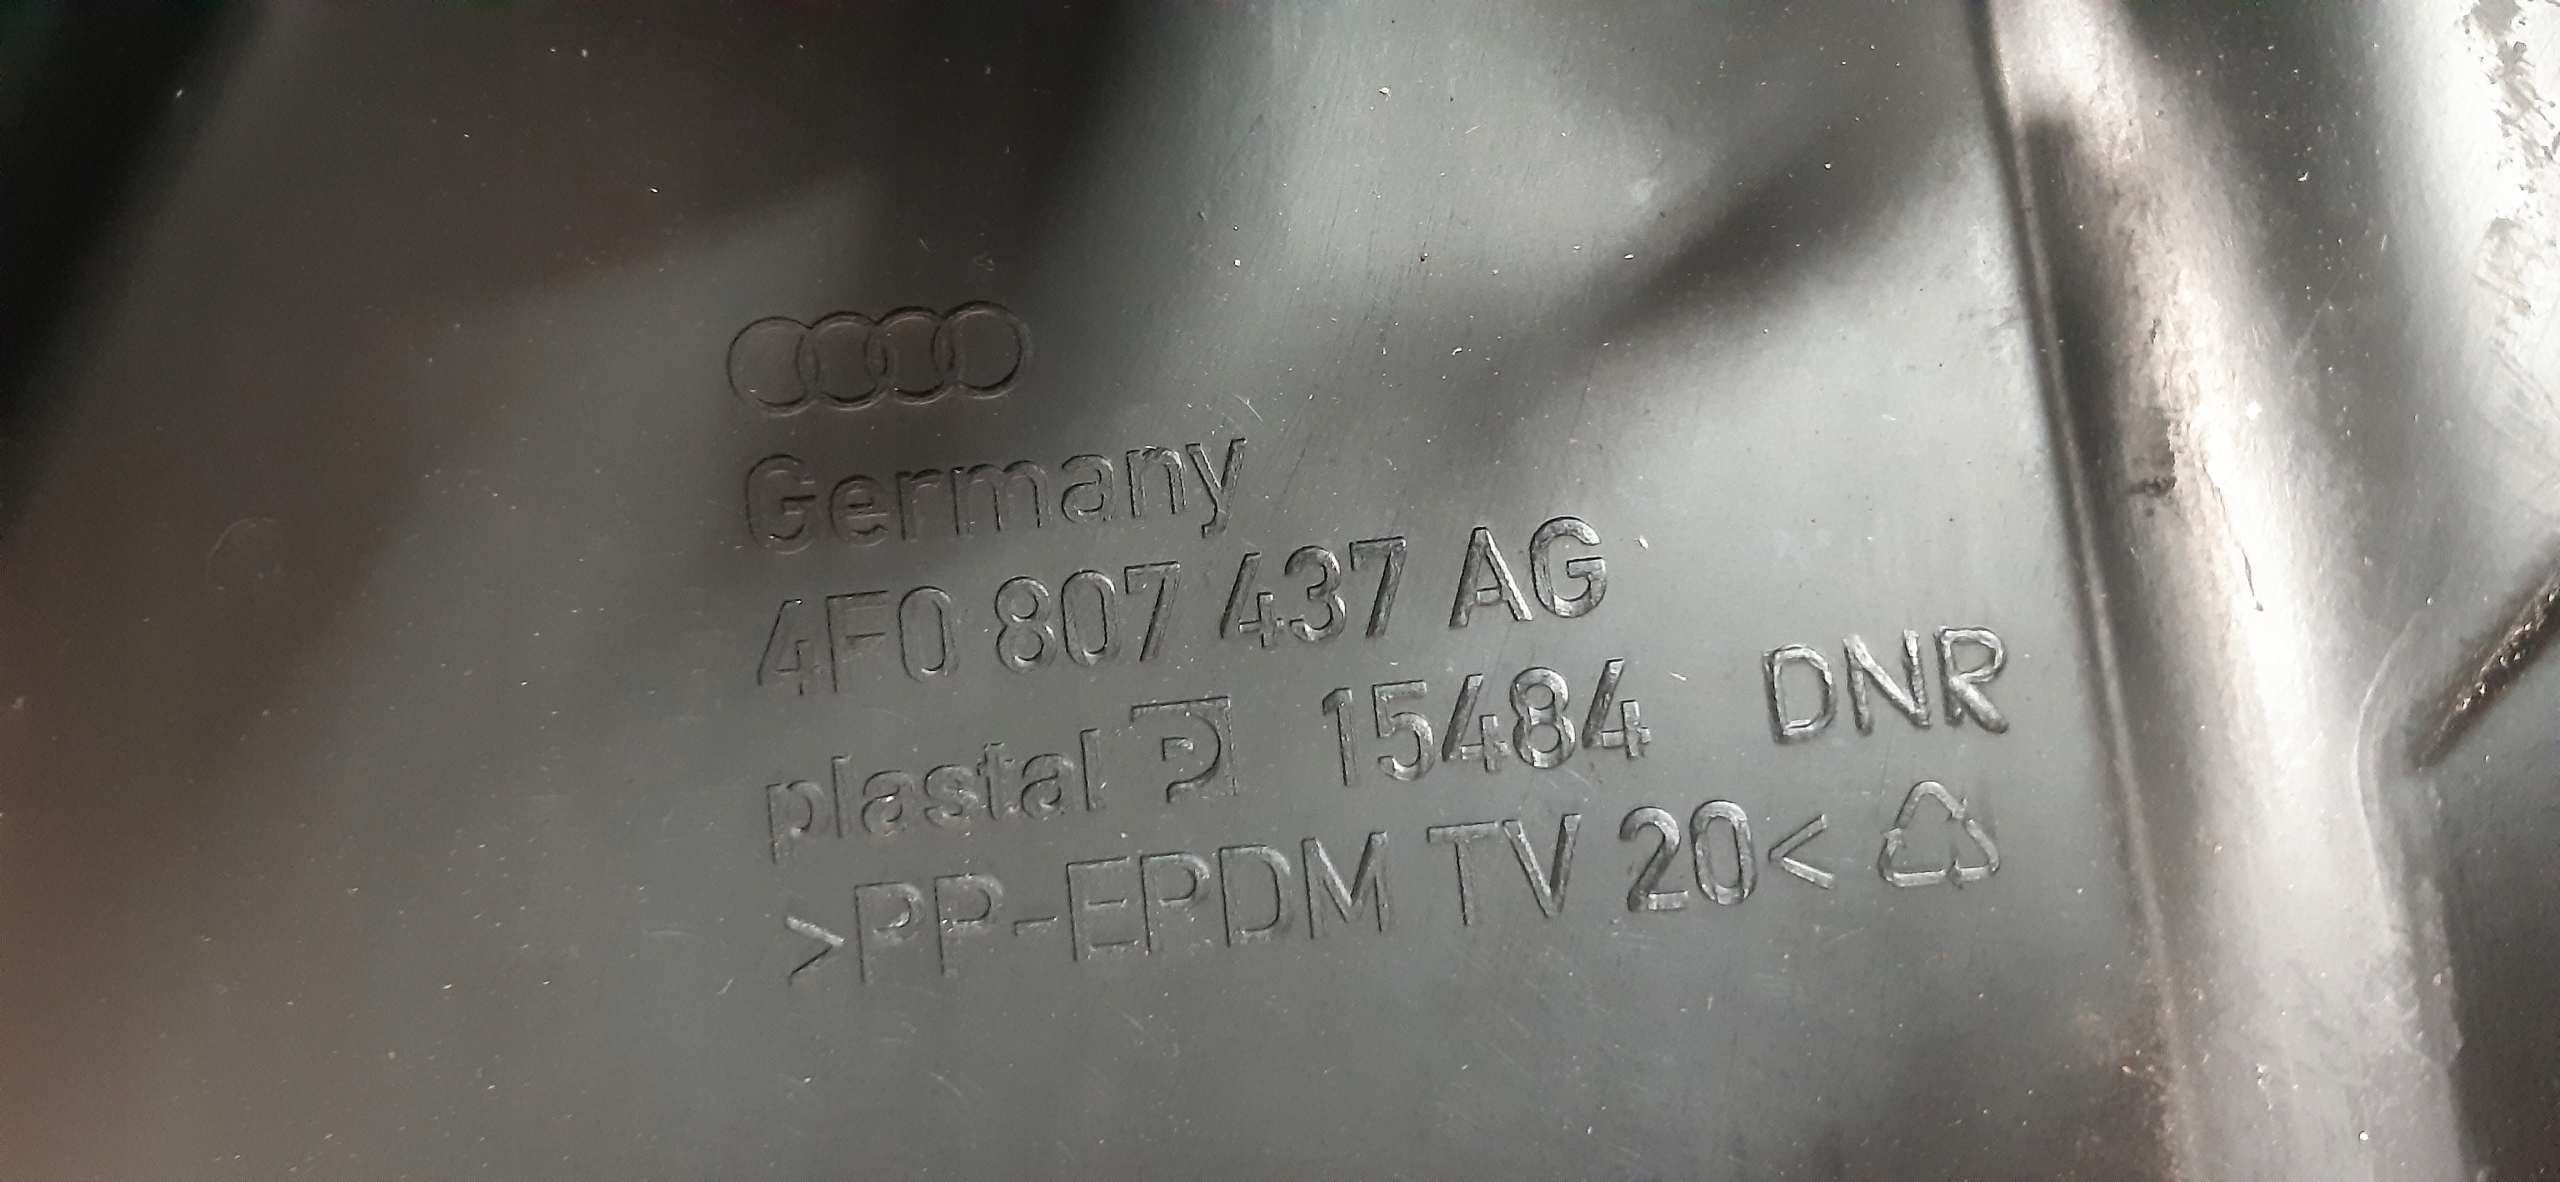 Germany
4F0 807 437 AG
plastal P 15484 DNR
>PP-EPDM TV 20<